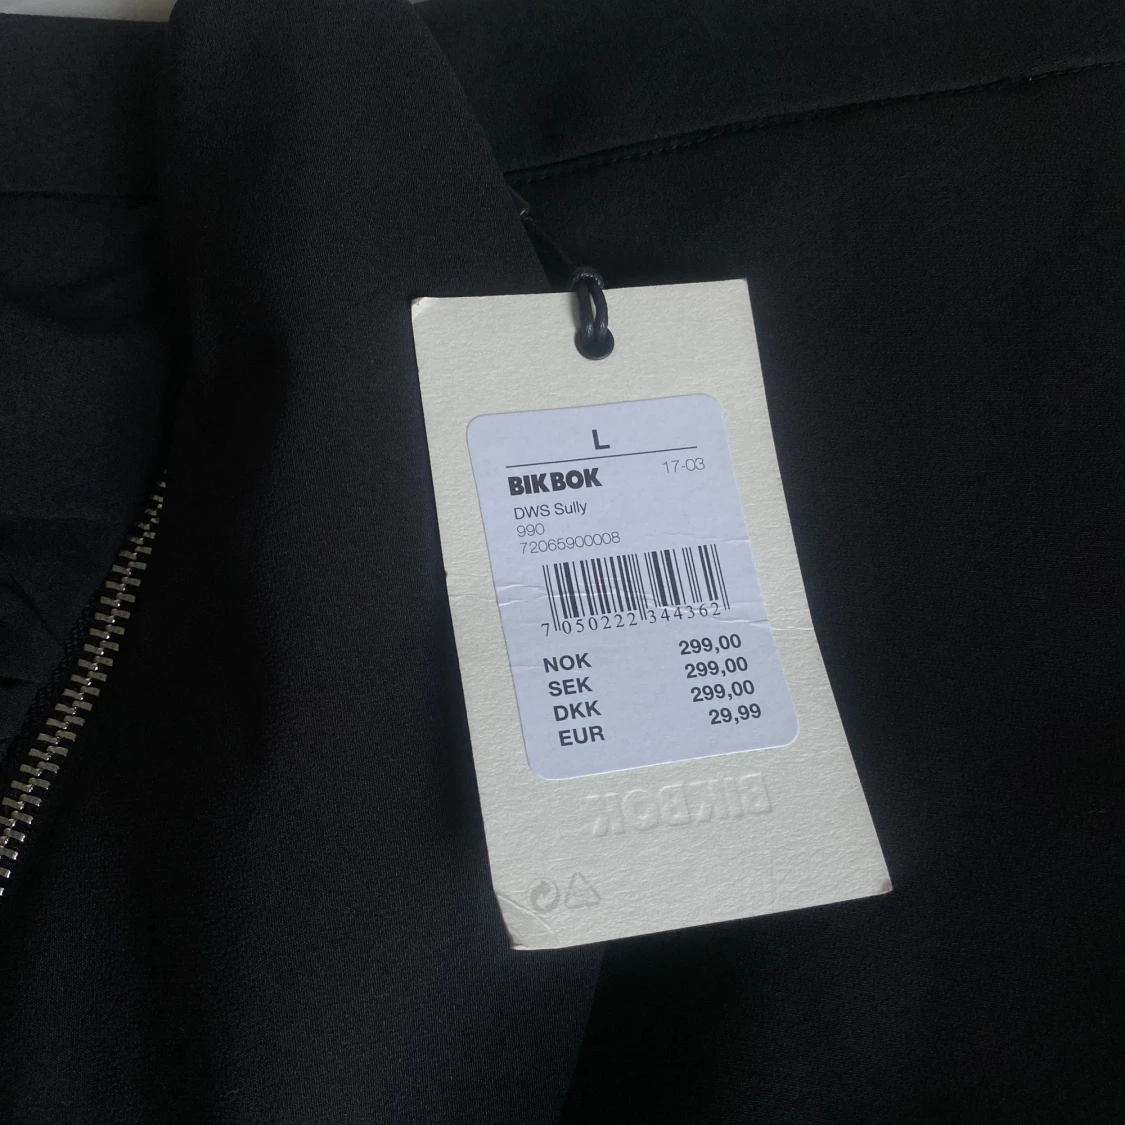 L
BIKBOK 17-03
DWS Sully
990
72065900008
7 050222 344362
NOK 299,00
SEK 299,00
DKK 299,00
EUR 29,99
BIKBOK